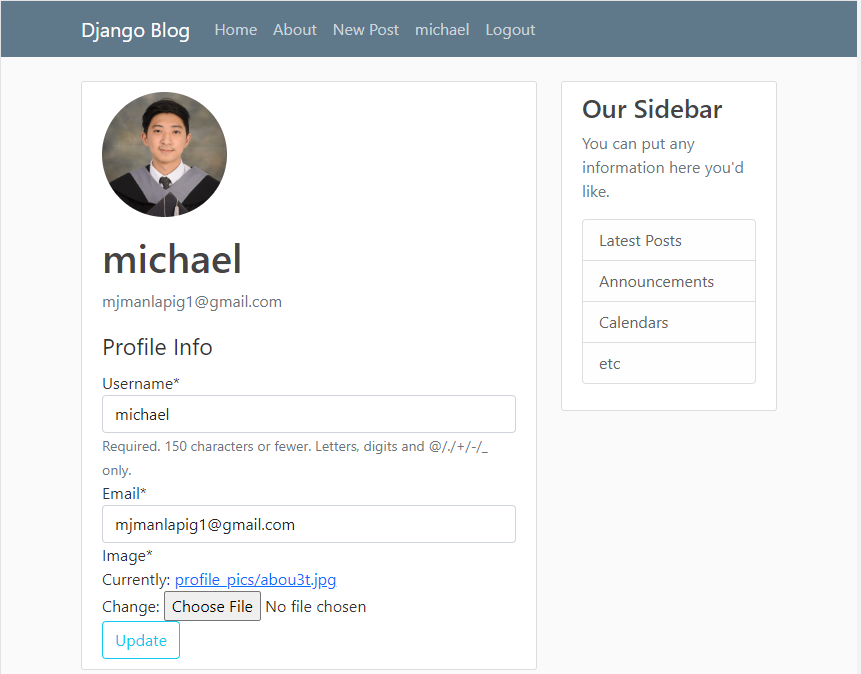 Django Blog Home About New Post michael Logout
michael
mjmanlapig1@gmail.com
Profile Info
Username*
michael
Required. 150 characters or fewer. Letters, digits and @/./+/-/_
only.
Email*
mjmanlapig1@gmail.com
Image*
Currently: profile_pics/abou3t.jpg
Change: Choose File No file chosen
Update
Our Sidebar
You can put any
information here you'd
like.
Latest Posts
Announcements
Calendars
etc